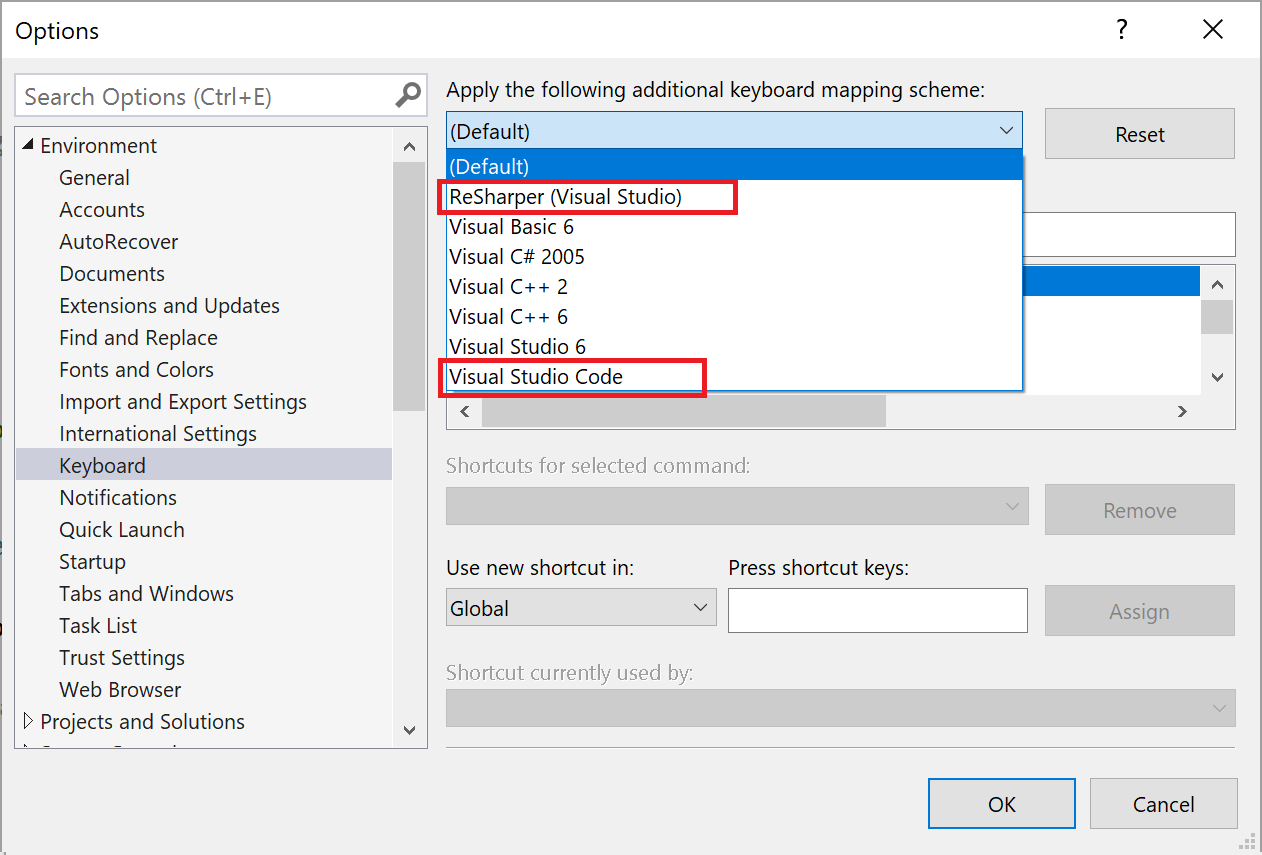 Options
?
Search Options (Ctrl+E)
Environment
General
Accounts
AutoRecover
Documents
Extensions and Updates
Find and Replace
Fonts and Colors
Import and Export Settings
International Settings
Keyboard
Notifications
Quick Launch
Startup
Tabs and Windows
Task List
Trust Settings
Web Browser
Projects and Solutions
Apply the following additional keyboard mapping scheme:
(Default)
Reset
(Default)
ReSharper (Visual Studio)
Visual Basic 6
Visual C# 2005
Visual C++ 2
Visual C++ 6
Visual Studio 6
Visual Studio Code
Shortcuts for selected command:
Remove
Use new shortcut in:
Press shortcut keys:
Global
Assign
Shortcut currently used by:
OK
Cancel